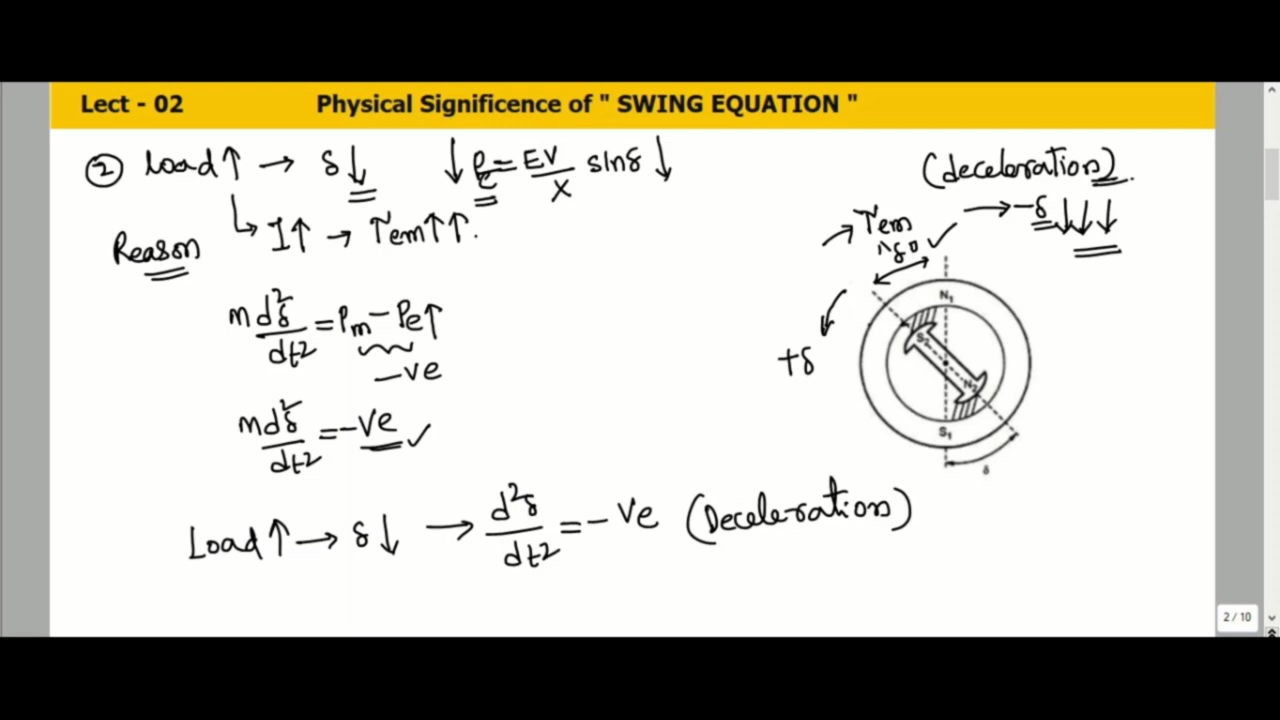 Lect - 02 Physical Significence of " SWING EQUATION "
② Load↑ → δ↓ ↓Pe = EV/X sinδ↓
(deceleration)
Reason ↳ I↑ → Tem↑↑.
Tem → -δ↓↓↓
180 ✓
M d²δ/dt² = Pm - Pe↑
-ve
+δ
N₁
S₂
N₂
S₁
δ
M d²δ/dt² = -ve ✓
Load↑ → δ↓ → d²δ/dt² = -ve (Deceleration)
2 / 10